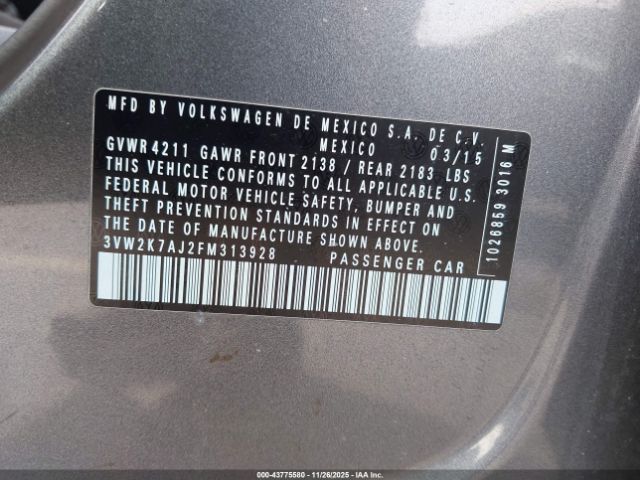 MFD BY VOLKSWAGEN DE MEXICO S.A. DE C.V.
MEXICO 03/15
GVWR 4211 GAWR FRONT 2138 / REAR 2183 LBS
THIS VEHICLE CONFORMS TO ALL APPLICABLE U.S.
FEDERAL MOTOR VEHICLE SAFETY, BUMPER AND
THEFT PREVENTION STANDARDS IN EFFECT ON
THE DATE OF MANUFACTURE SHOWN ABOVE.
3VW2K7AJ2FM313928 PASSENGER CAR
1026859 3016 M
000-43775580 - 11/26/2025 - IAAI.COM